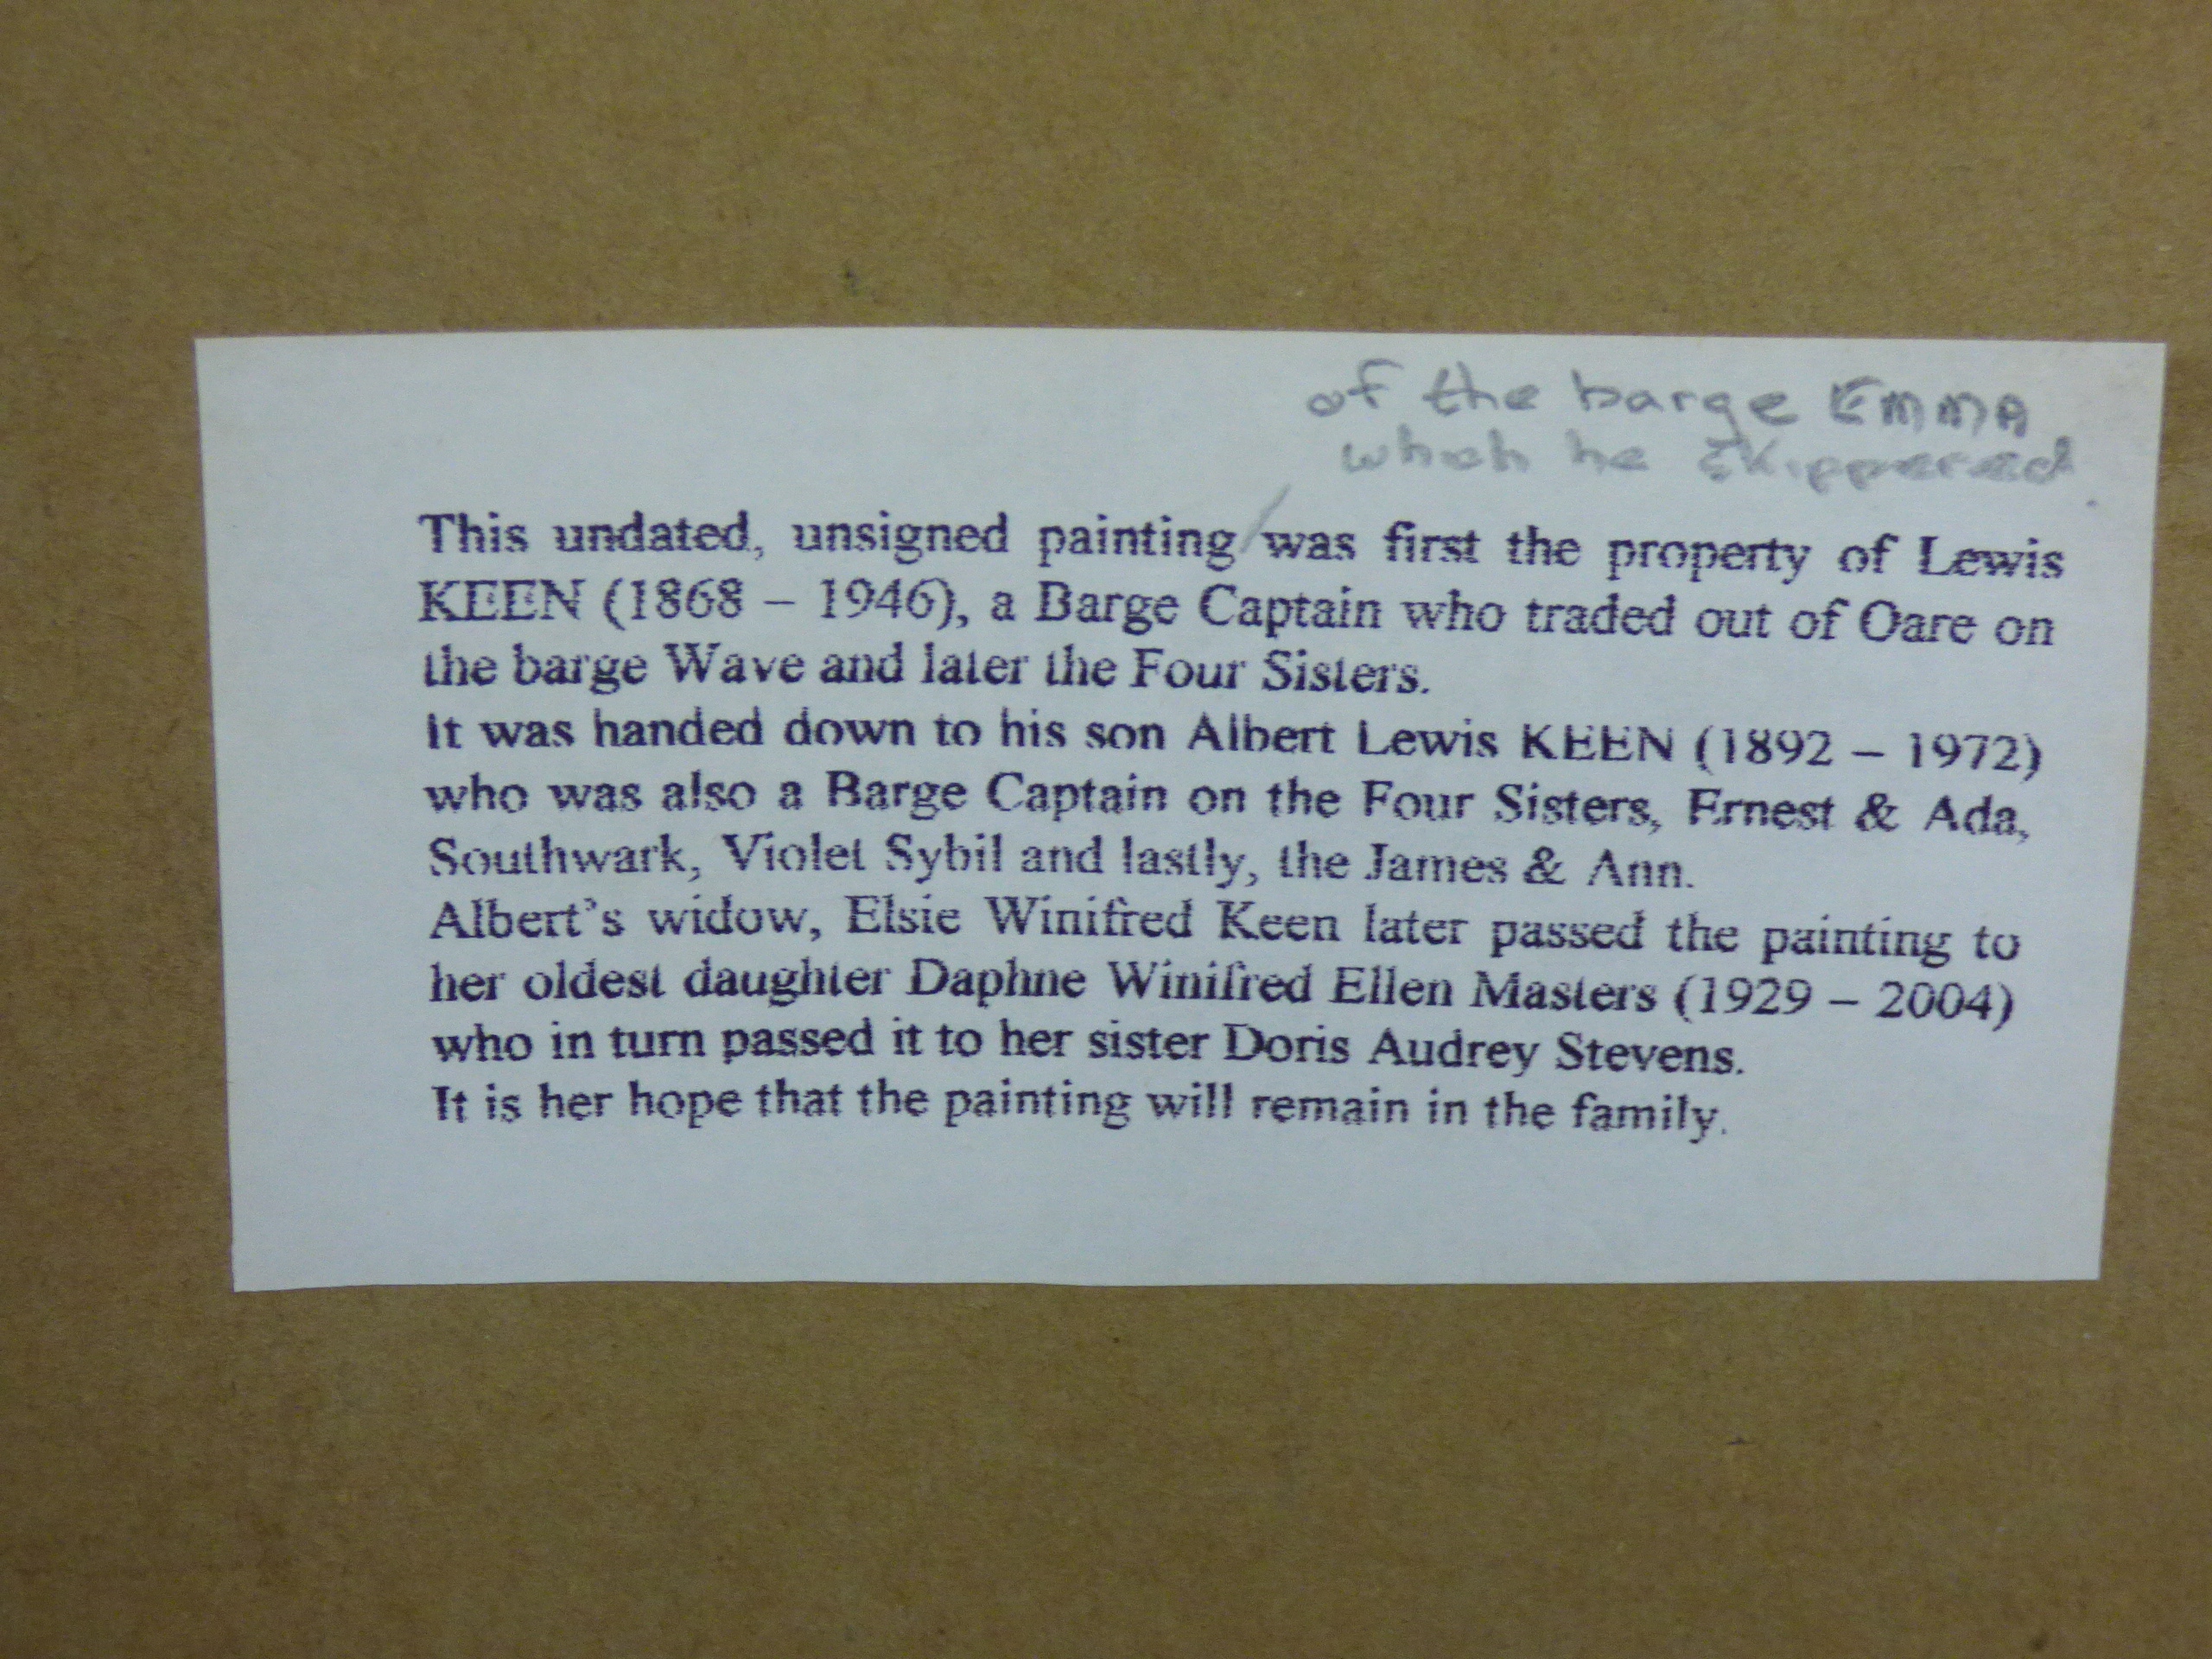 of the barge Emma
which he skippered
This undated, unsigned painting / was first the property of Lewis
KEEN (1868 – 1946), a Barge Captain who traded out of Oare on
the barge Wave and later the Four Sisters.
It was handed down to his son Albert Lewis KEEN (1892 – 1972)
who was also a Barge Captain on the Four Sisters, Ernest & Ada,
Southwark, Violet Sybil and lastly, the James & Ann.
Albert's widow, Elsie Winifred Keen later passed the painting to
her oldest daughter Daphne Winifred Ellen Masters (1929 – 2004)
who in turn passed it to her sister Doris Audrey Stevens.
It is her hope that the painting will remain in the family.